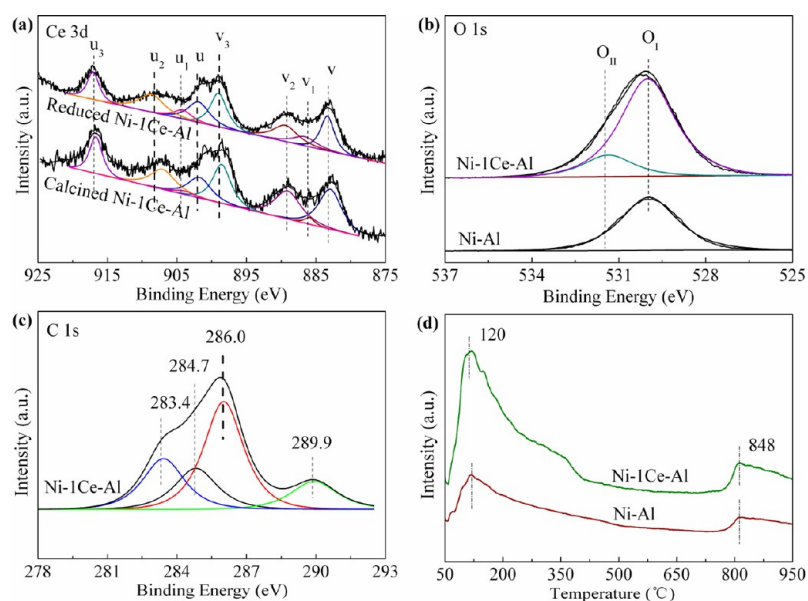 (a) Ce 3d
u3
u2
u1
u
v3
v2
v1
v
Reduced Ni-1Ce-Al
Calcined Ni-1Ce-Al
Intensity (a.u.)
925 915 905 895 885 875
Binding Energy (eV)
(b) O 1s
OII
OI
Ni-1Ce-Al
Ni-Al
Intensity (a.u.)
537 534 531 528 525
Binding Energy (eV)
(c) C 1s
286.0
284.7
283.4
289.9
Ni-1Ce-Al
Intensity (a.u.)
278 281 284 287 290 293
Binding Energy (eV)
(d)
120
848
Ni-1Ce-Al
Ni-Al
Intensity (a.u.)
50 200 350 500 650 800 950
Temperature (℃)